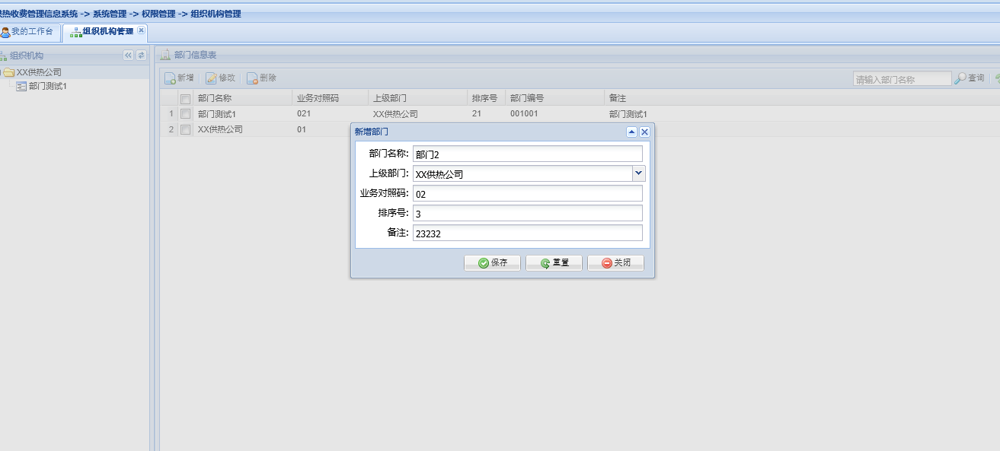 热收费管理信息系统 -> 系统管理 -> 权限管理 -> 组织机构管理
我的工作台 组织机构管理
组织机构
XX供热公司
部门测试1
部门信息表
新增 修改 删除 请输入部门名称 查询
部门名称 业务对照码 上级部门 排序号 部门编号 备注
1 部门测试1 021 XX供热公司 21 001001 部门测试1
2 XX供热公司 01
新增部门
部门名称: 部门2
上级部门: XX供热公司
业务对照码: 02
排序号: 3
备注: 23232
保存 重置 关闭